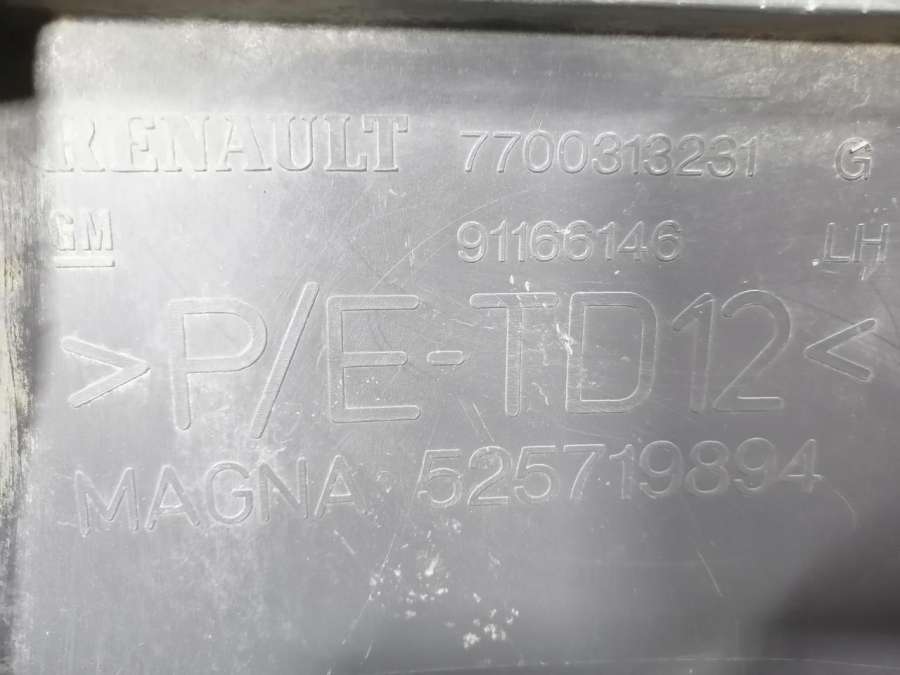 RENAULT 7700313231 G
GM 91166146 LH
>P/E-TD12<
MAGNA: 525719894